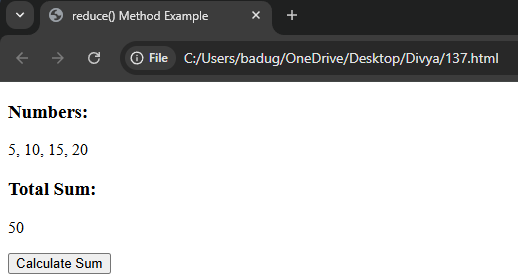 reduce() Method Example
File C:/Users/badug/OneDrive/Desktop/Divya/137.html
Numbers:
5, 10, 15, 20
Total Sum:
50
Calculate Sum